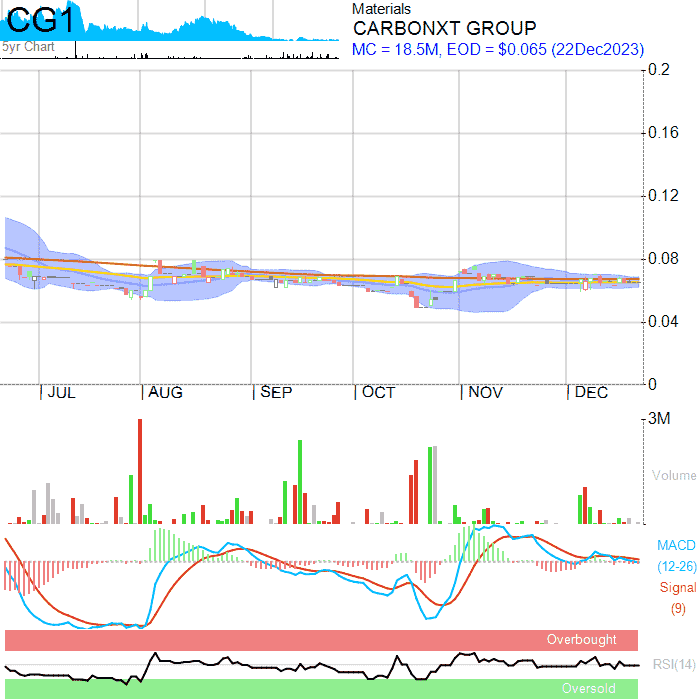 CG1
5yr Chart
Materials
CARBONXT GROUP
MC = 18.5M, EOD = $0.065 (22Dec2023)
0.2
0.16
0.12
0.08
0.04
0
JUL AUG SEP OCT NOV DEC
3M
Volume
MACD
(12-26)
Signal
(9)
Overbought
RSI(14)
Oversold